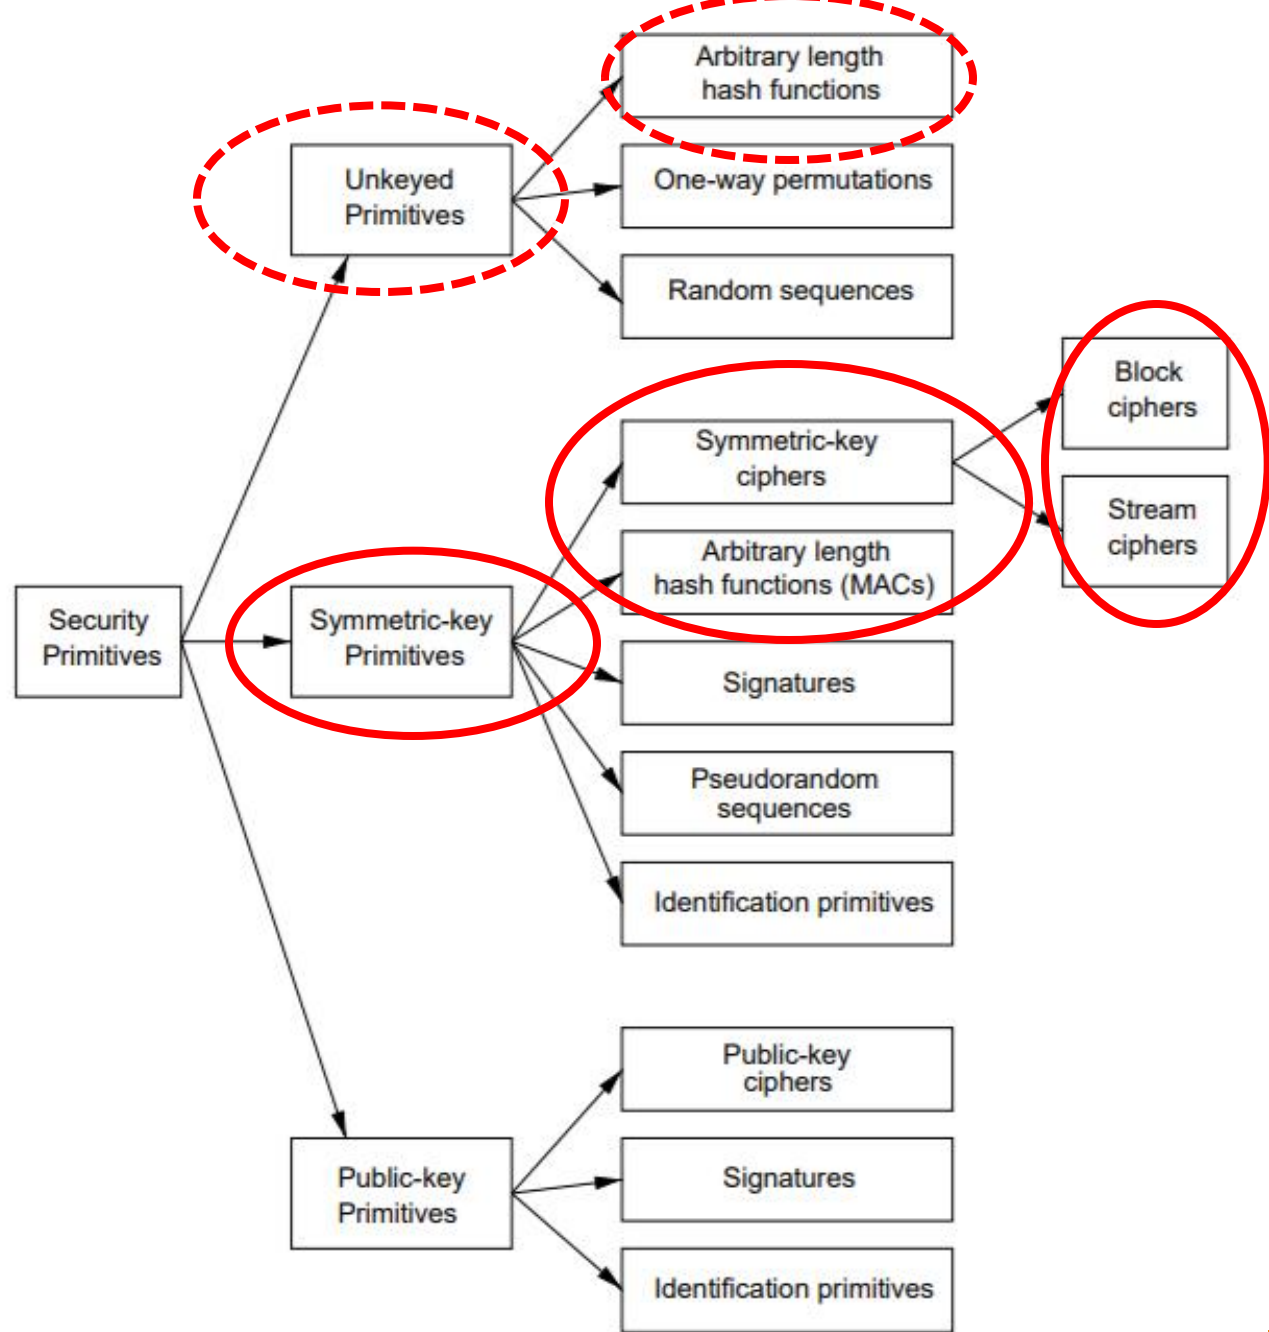 Arbitrary length
hash functions
Unkeyed
Primitives
One-way permutations
Random sequences
Block
ciphers
Symmetric-key
ciphers
Stream
ciphers
Arbitrary length
hash functions (MACs)
Security
Primitives
Symmetric-key
Primitives
Signatures
Pseudorandom
sequences
Identification primitives
Public-key
ciphers
Public-key
Primitives
Signatures
Identification primitives